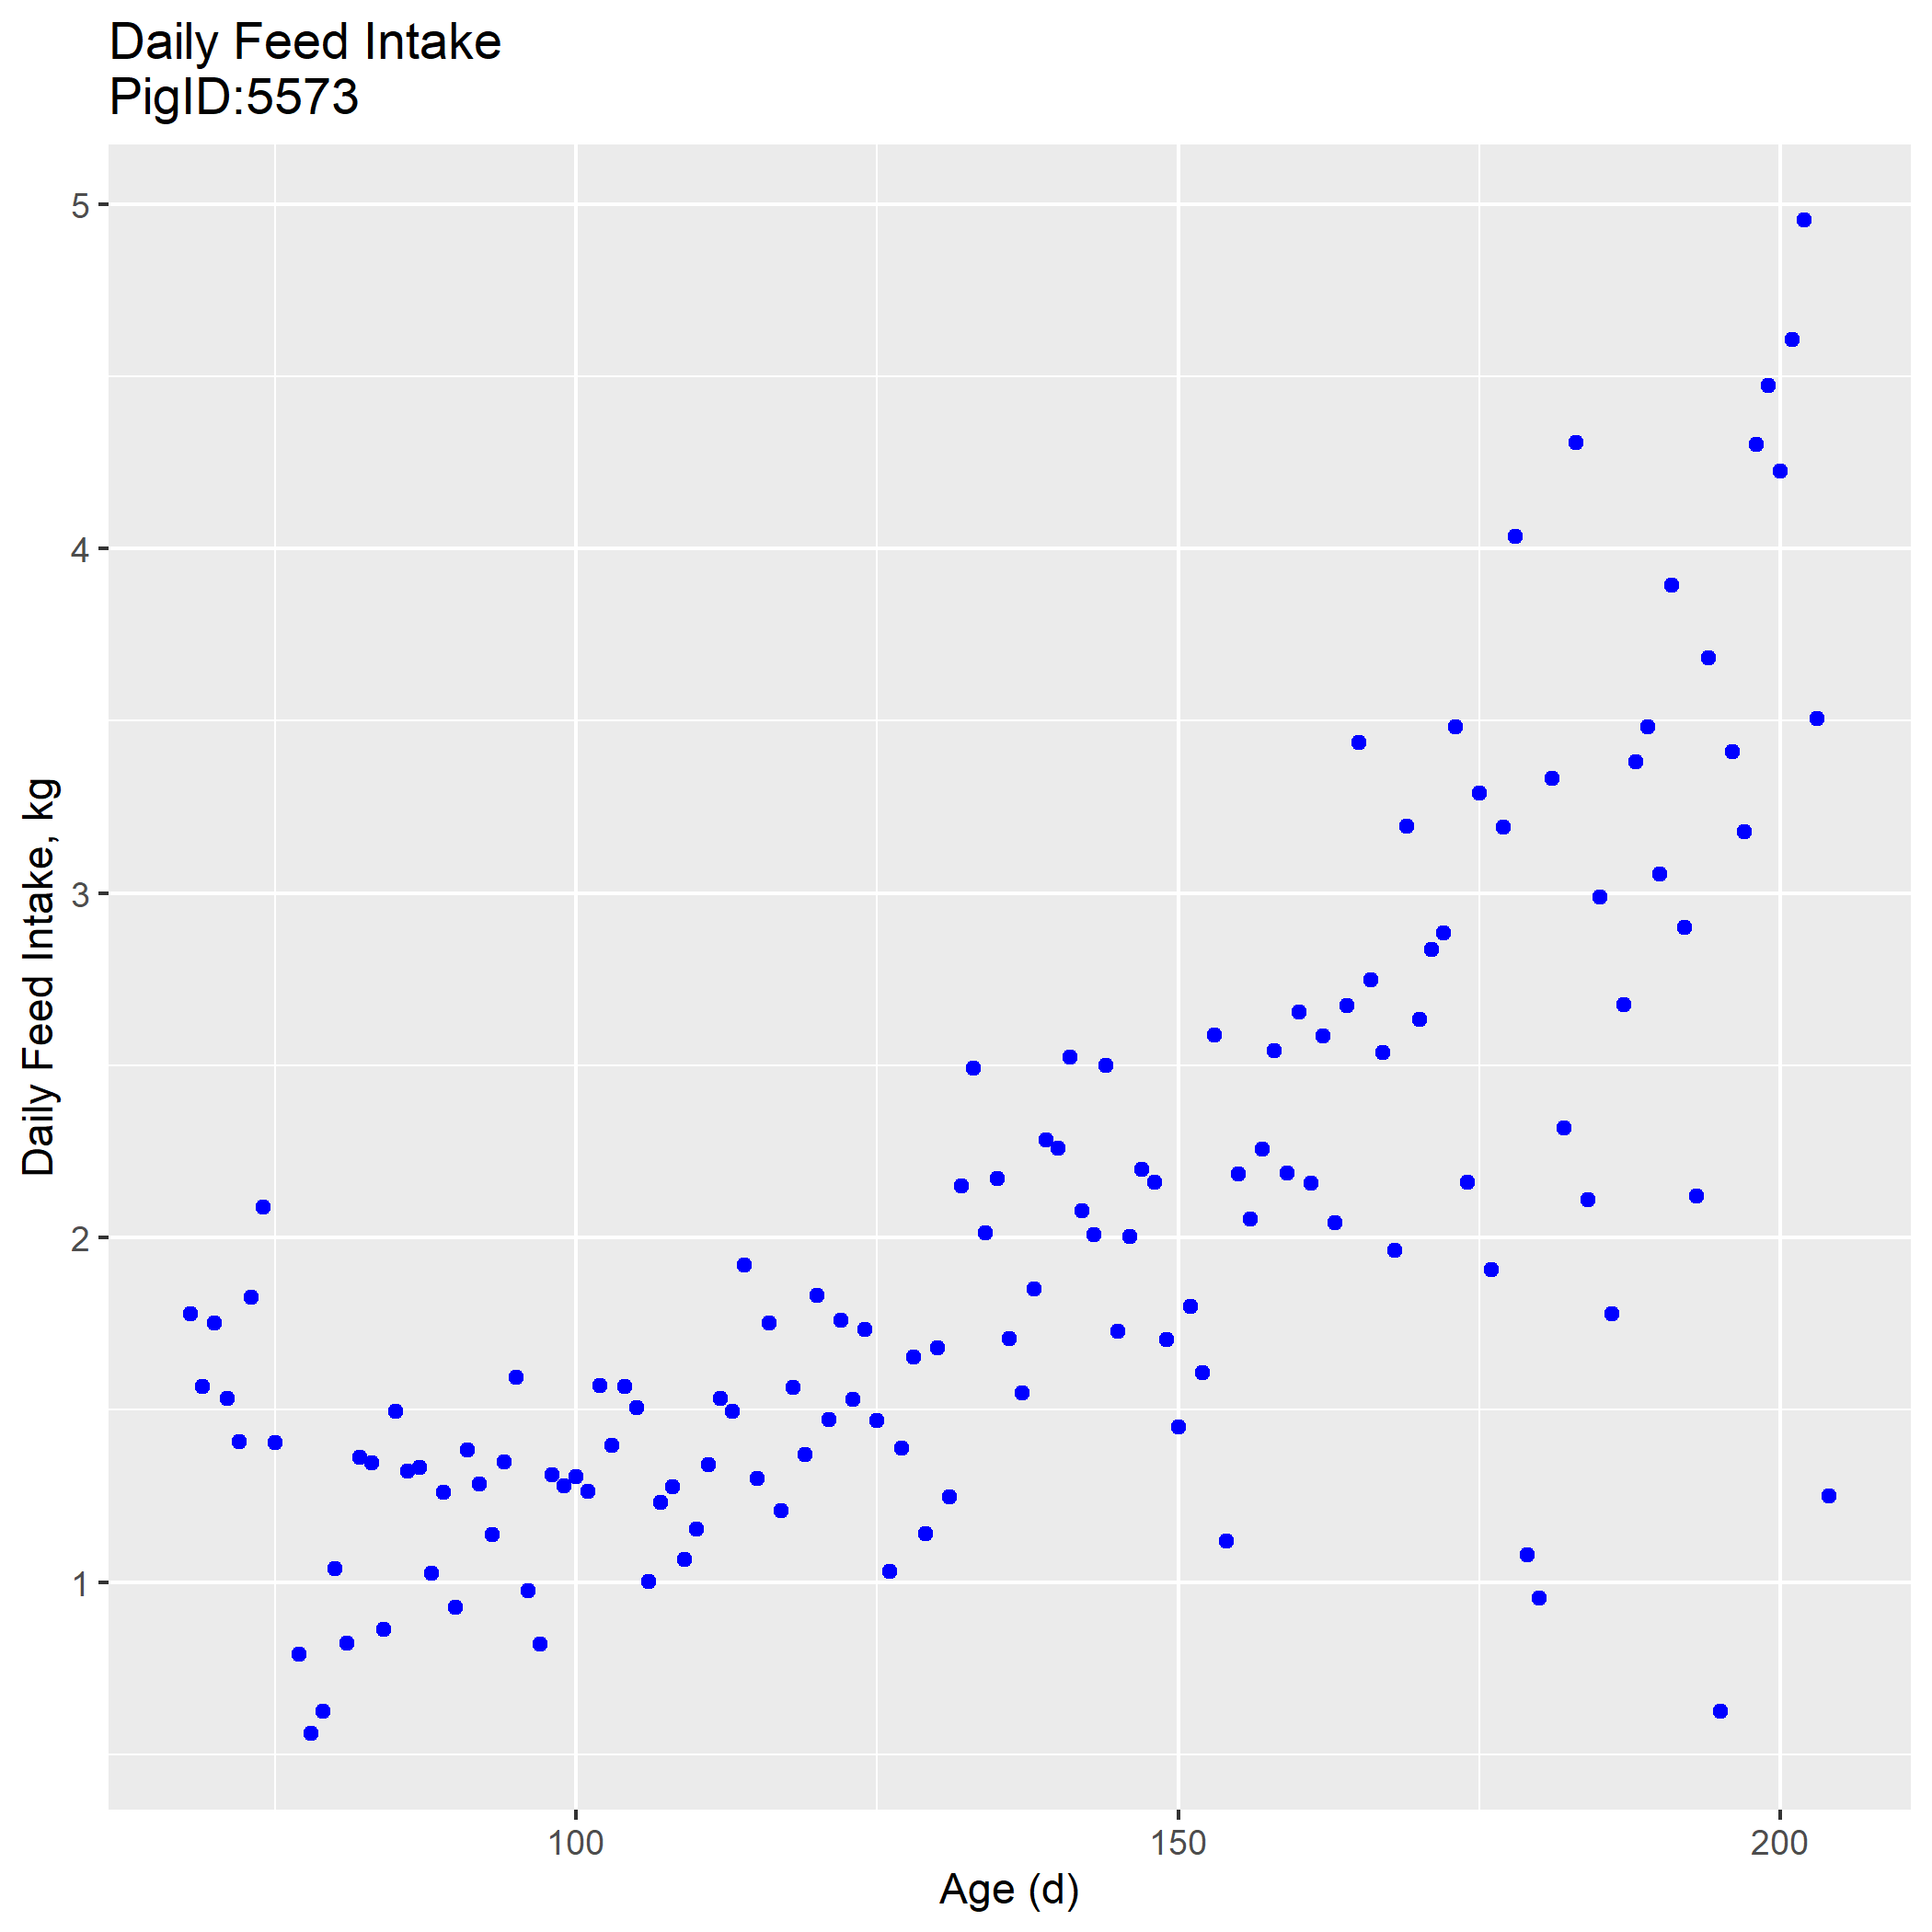 Daily Feed Intake
PigID:5573
5
4
3
2
1
Daily Feed Intake, kg
100 150 200
Age (d)